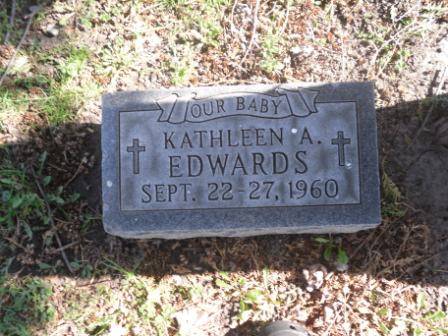 OUR BABY
KATHLEEN A.
EDWARDS
SEPT. 22-27, 1960